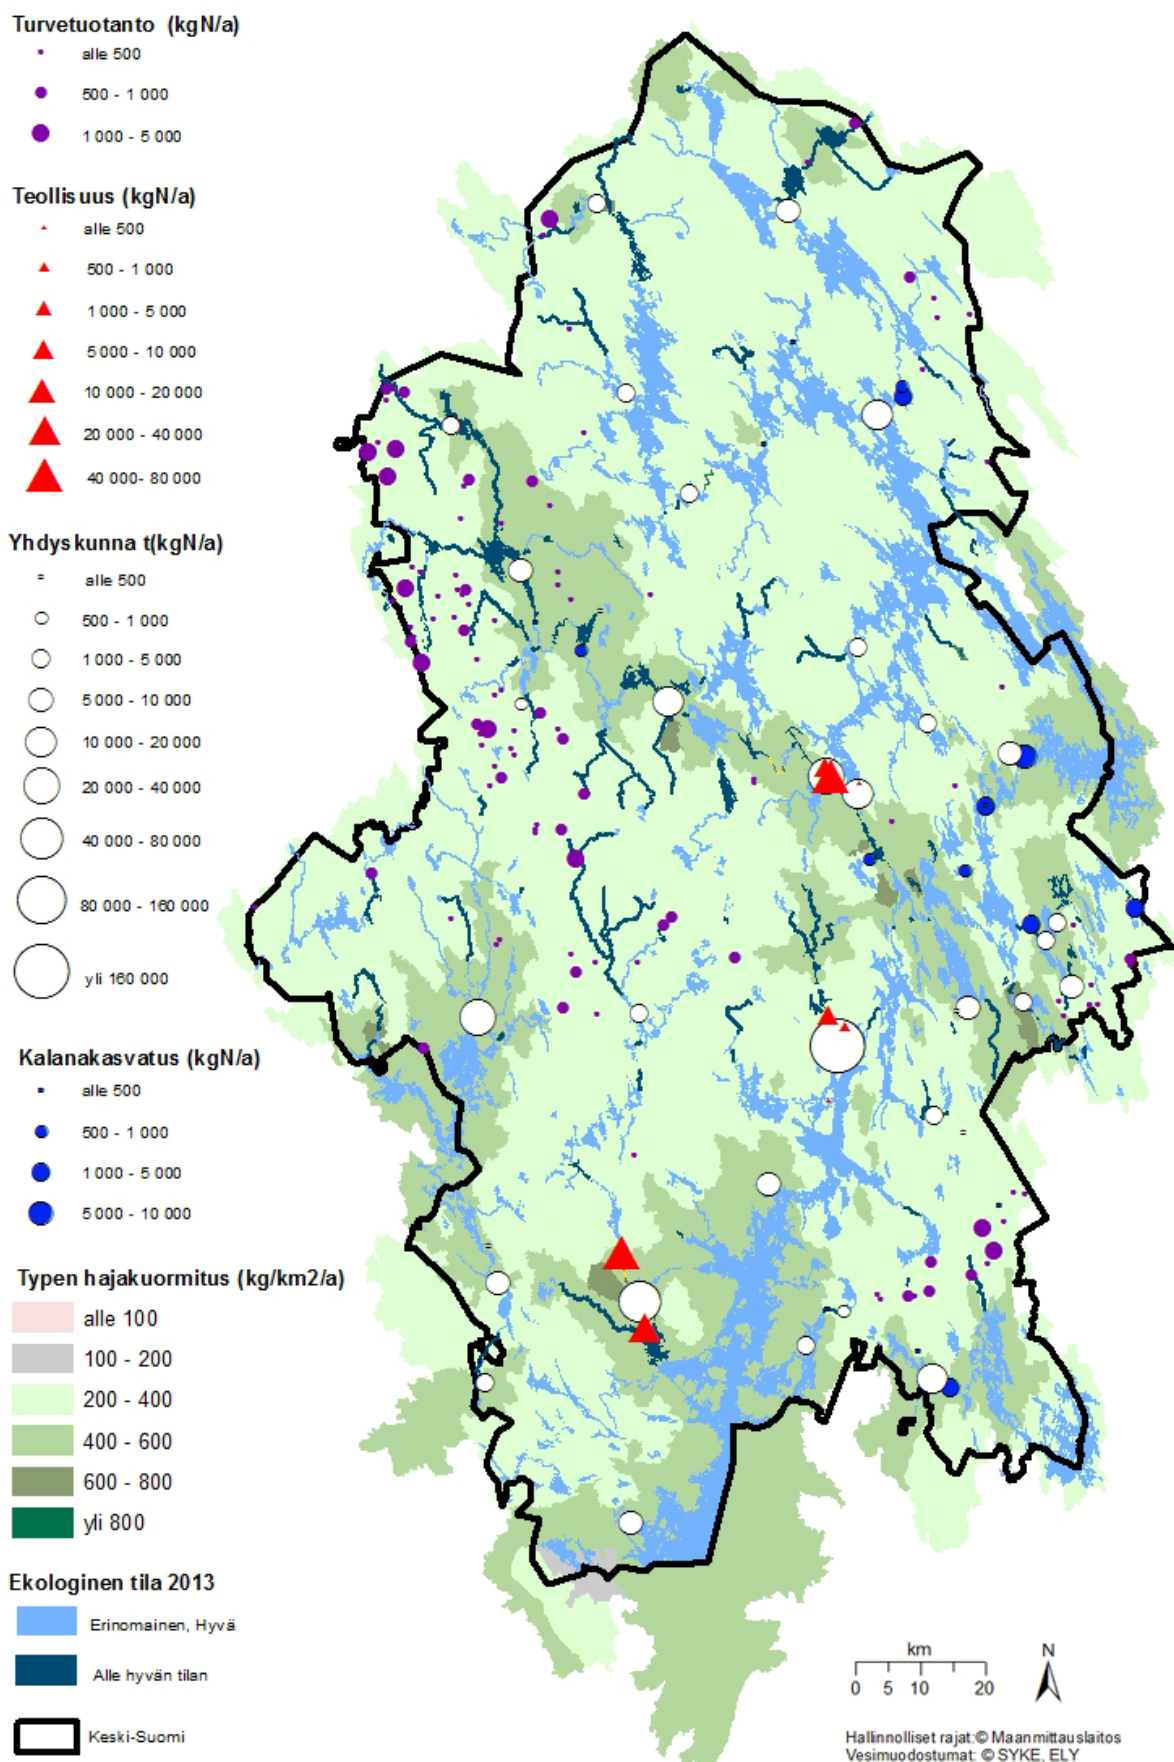 Turvetuotanto (kgN/a)
alle 500
500 - 1 000
1 000 - 5 000
Teollisuus (kgN/a)
alle 500
500 - 1 000
1 000 - 5 000
5 000 - 10 000
10 000 - 20 000
20 000 - 40 000
40 000- 80 000
Yhdyskunna t(kgN/a)
alle 500
500 - 1 000
1 000 - 5 000
5 000 - 10 000
10 000 - 20 000
20 000 - 40 000
40 000 - 80 000
80 000 - 160 000
yli 160 000
Kalanakasvatus (kgN/a)
alle 500
500 - 1 000
1 000 - 5 000
5 000 - 10 000
Typen hajakuormitus (kg/km2/a)
alle 100
100 - 200
200 - 400
400 - 600
600 - 800
yli 800
Ekologinen tila 2013
Erinomainen, Hyvä
Alle hyvän tilan
Keski-Suomi
km
0 5 10 20
N
Hallinnolliset rajat:© Maanmittauslaitos
Vesimuodostumat: © SYKE, ELY